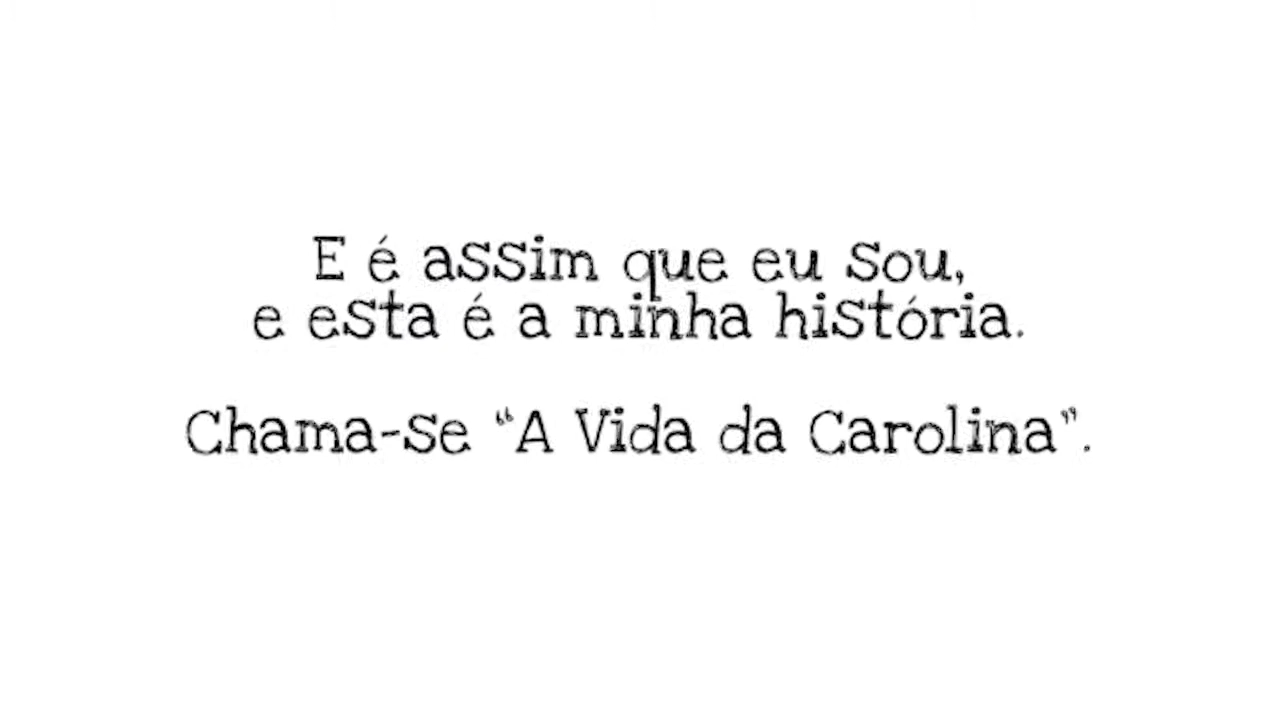 E é assim que eu sou,
e esta é a minha história.
Chama-se “A Vida da Carolina”.